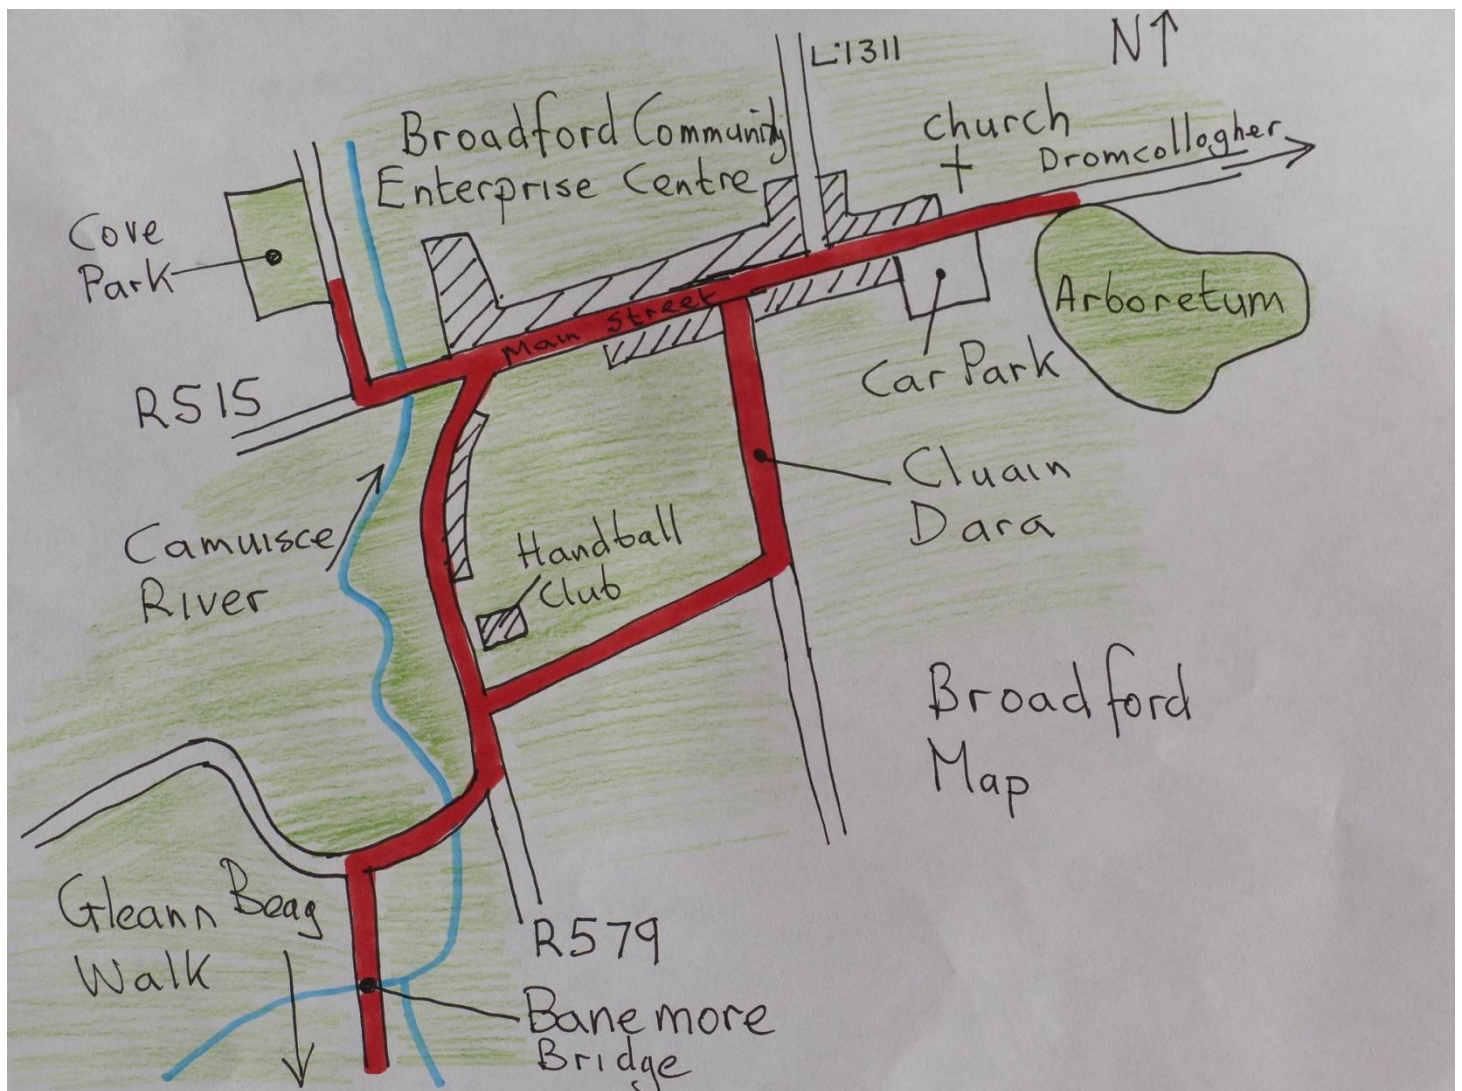 L1311
N
Broadford Community
Enterprise Centre
Church
Dromcollogher
Cove
Park
Main Street
Arboretum
R515
Car Park
Cluain
Dara
Camuisce
River
Handball
Club
Broadford
Map
Gleann Beag
Walk
R579
Banemore
Bridge